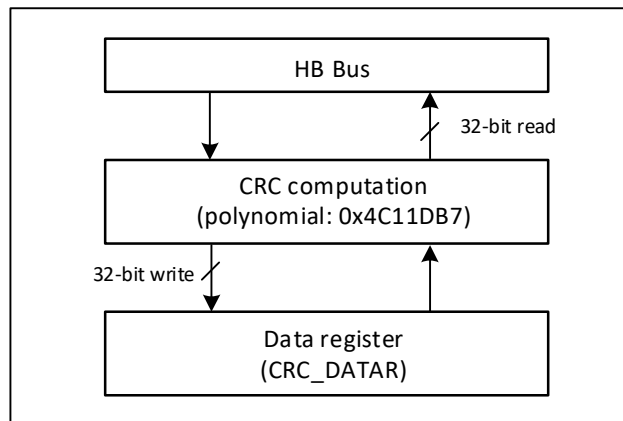 HB Bus
32-bit read
CRC computation
(polynomial: 0x4C11DB7)
32-bit write
Data register
(CRC_DATAR)